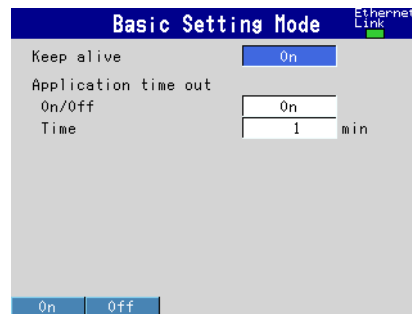 Basic Setting Mode
Ethernet
Link
Keep alive On
Application time out
On/Off On
Time 1 min
On Off